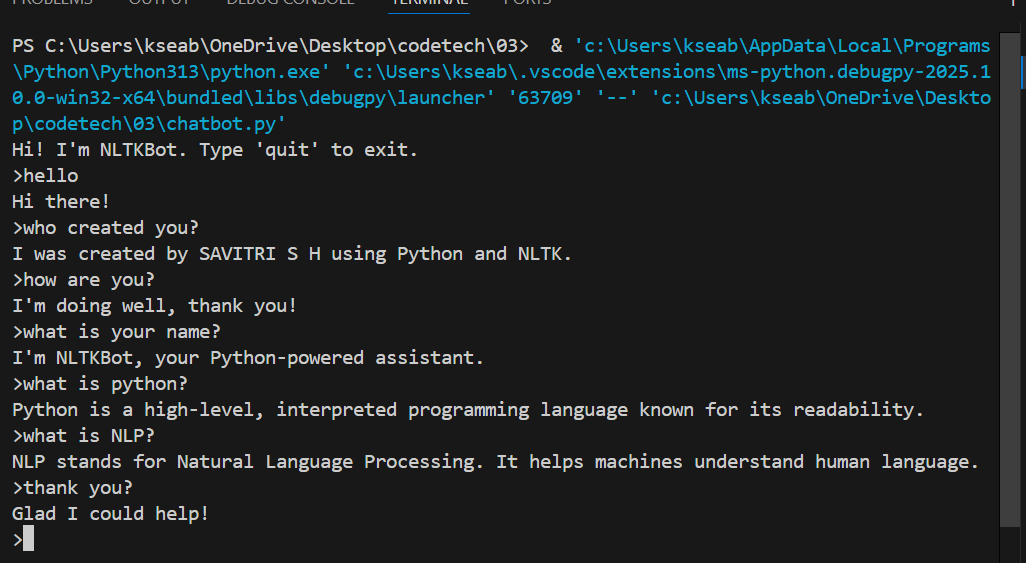 PROBLEMS OUTPUT DEBUG CONSOLE TERMINAL PORTS
PS C:\Users\kseab\OneDrive\Desktop\codetech\03>  & 'c:\Users\kseab\AppData\Local\Programs
\Python\Python313\python.exe' 'c:\Users\kseab\.vscode\extensions\ms-python.debugpy-2025.1
0.0-win32-x64\bundled\libs\debugpy\launcher' '63709' '--' 'c:\Users\kseab\OneDrive\Deskto
p\codetech\03\chatbot.py'
Hi! I'm NLTKBot. Type 'quit' to exit.
>hello
Hi there!
>who created you?
I was created by SAVITRI S H using Python and NLTK.
>how are you?
I'm doing well, thank you!
>what is your name?
I'm NLTKBot, your Python-powered assistant.
>what is python?
Python is a high-level, interpreted programming language known for its readability.
>what is NLP?
NLP stands for Natural Language Processing. It helps machines understand human language.
>thank you?
Glad I could help!
>